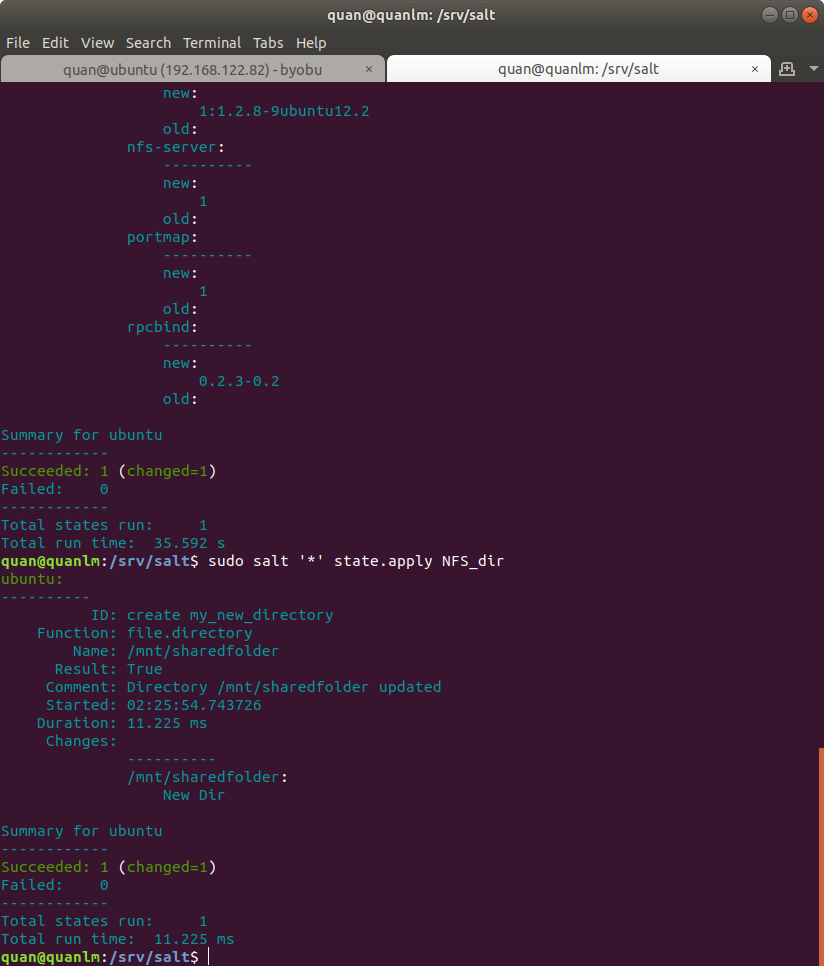 quan@quanlm: /srv/salt
File Edit View Search Terminal Tabs Help
quan@ubuntu (192.168.122.82) - byobu × quan@quanlm: /srv/salt ×
                  new:
                      1:1.2.8-9ubuntu12.2
                  old:
              nfs-server:
                  ----------
                  new:
                      1
                  old:
              portmap:
                  ----------
                  new:
                      1
                  old:
              rpcbind:
                  ----------
                  new:
                      0.2.3-0.2
                  old:

Summary for ubuntu
------------
Succeeded: 1 (changed=1)
Failed:    0
------------
Total states run:     1
Total run time:  35.592 s
quan@quanlm:/srv/salt$ sudo salt '*' state.apply NFS_dir
ubuntu:
----------
          ID: create my_new_directory
    Function: file.directory
        Name: /mnt/sharedfolder
      Result: True
     Comment: Directory /mnt/sharedfolder updated
     Started: 02:25:54.743726
    Duration: 11.225 ms
     Changes:
              ----------
              /mnt/sharedfolder:
                  New Dir

Summary for ubuntu
------------
Succeeded: 1 (changed=1)
Failed:    0
------------
Total states run:     1
Total run time:  11.225 ms
quan@quanlm:/srv/salt$